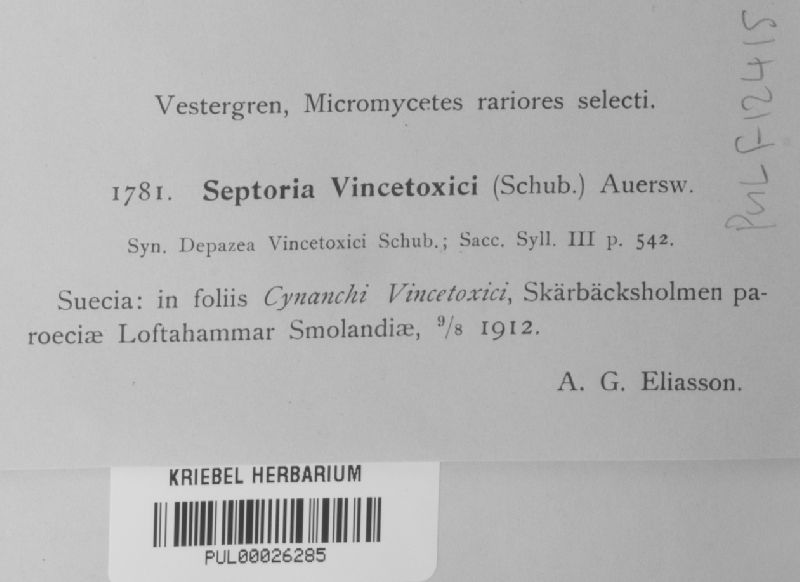 Vestergren, Micromycetes rariores selecti.
1781. Septoria Vincetoxici (Schub.) Auersw.
Syn. Depazea Vincetoxici Schub.; Sacc. Syll. III p. 542.
Suecia: in foliis Cynanchi Vincetoxici, Skärbäcksholmen pa-
roeciæ Loftahammar Smolandiæ, 9/8 1912.
A. G. Eliasson.
PUL F12415
KRIEBEL HERBARIUM
PUL00026285